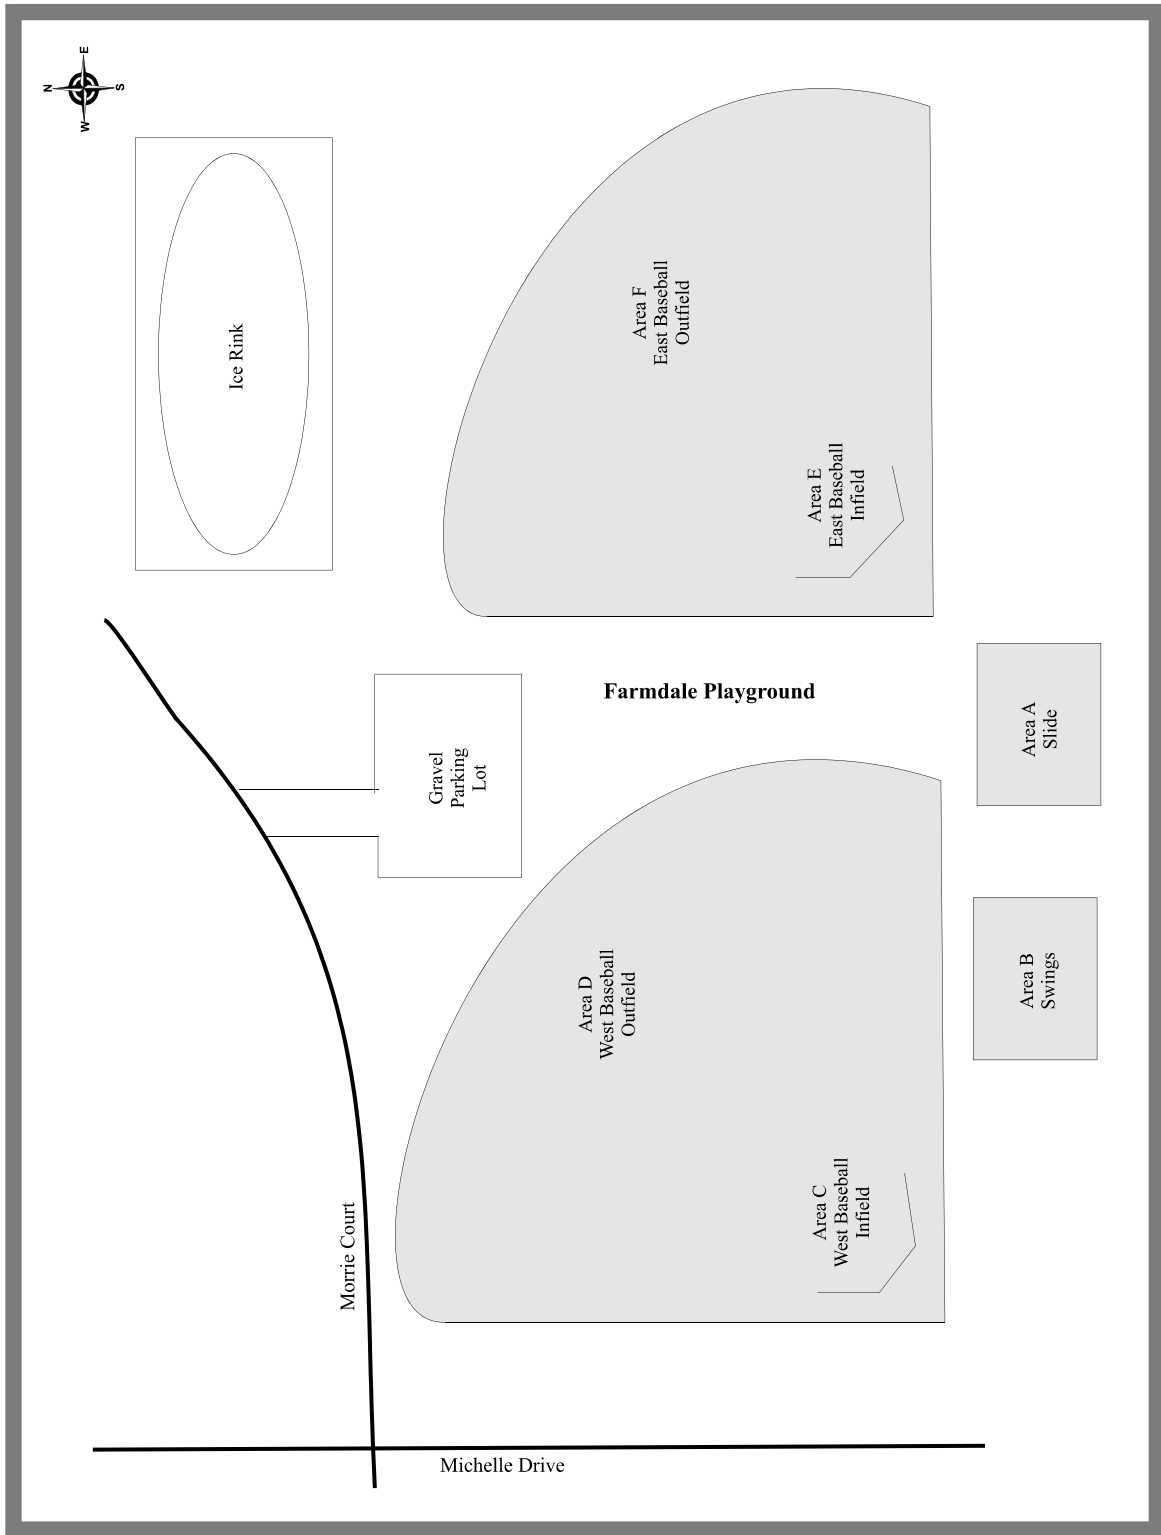 E
N
S
W
Ice Rink
Area F
East Baseball
Outfield
Area E
East Baseball
Infield
Farmdale Playground
Area A
Slide
Gravel
Parking
Lot
Area D
West Baseball
Outfield
Area B
Swings
Area C
West Baseball
Infield
Morrie Court
Michelle Drive